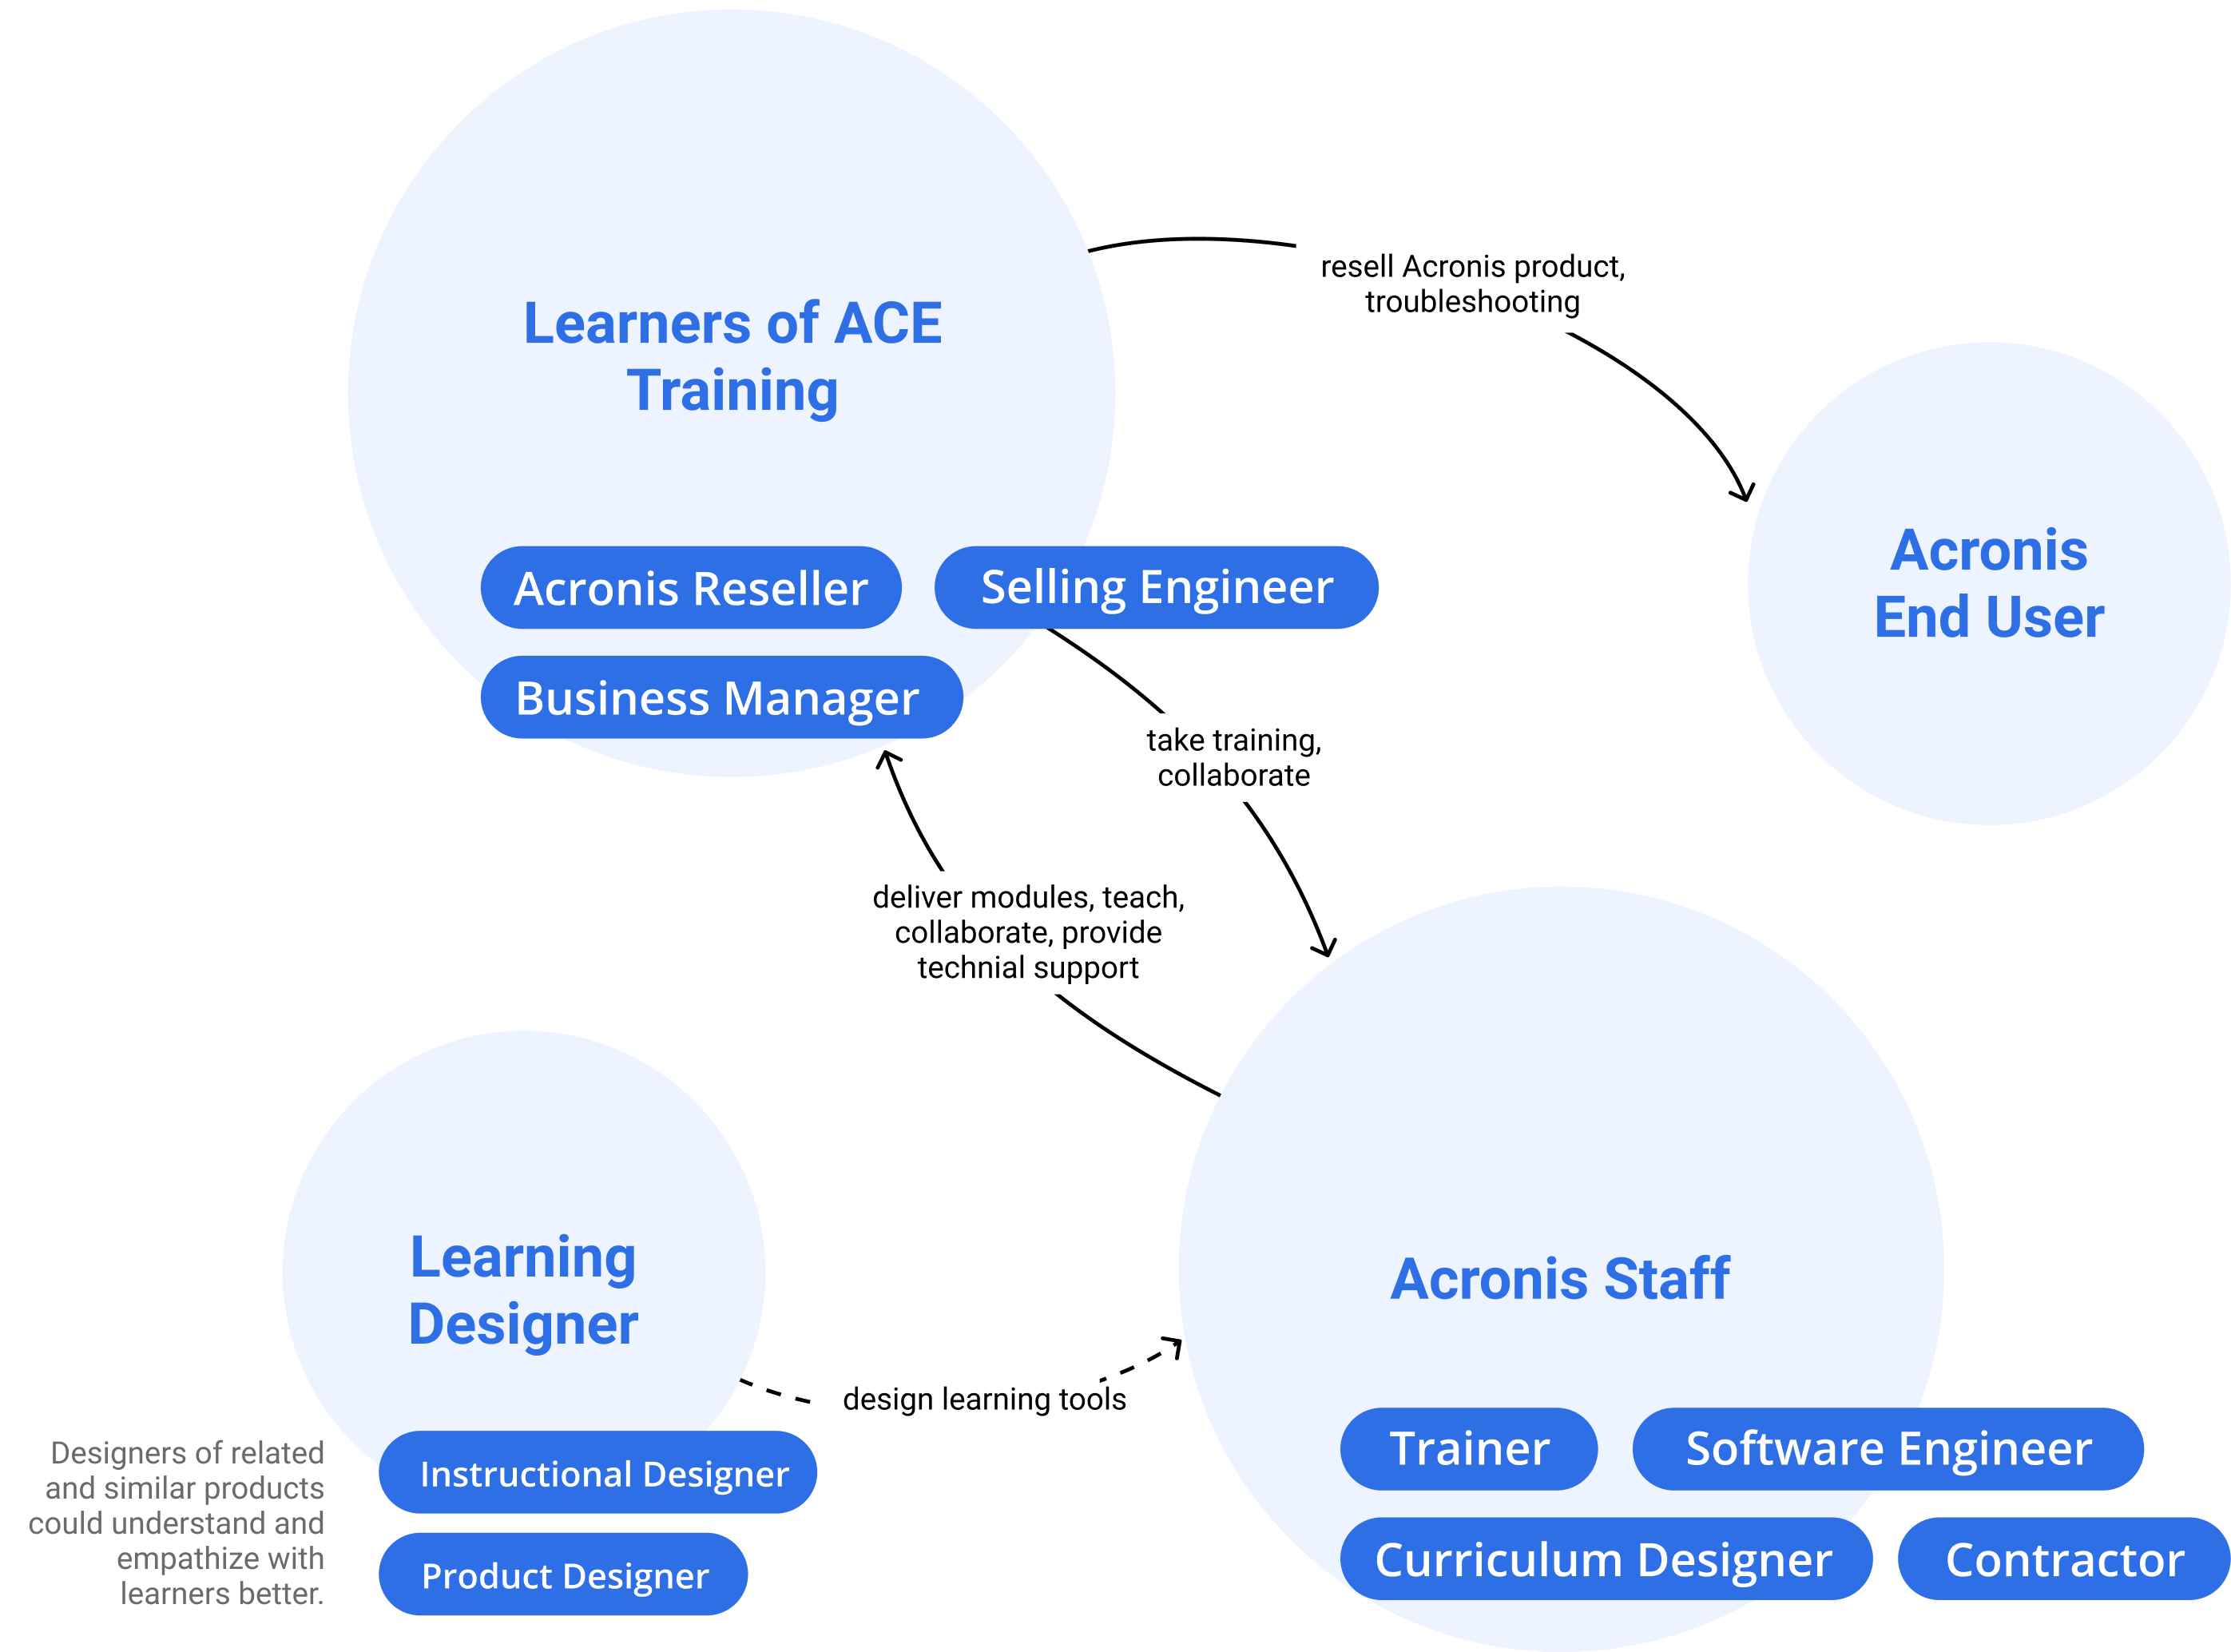 resell Acronis product,
troubleshooting
Learners of ACE
Training
Acronis
End User
Acronis Reseller
Selling Engineer
Business Manager
take training,
collaborate
deliver modules, teach,
collaborate, provide
technial support
Learning
Designer
Acronis Staff
design learning tools
Designers of related
and similar products
could understand and
empathize with
learners better.
Instructional Designer
Product Designer
Trainer
Software Engineer
Curriculum Designer
Contractor